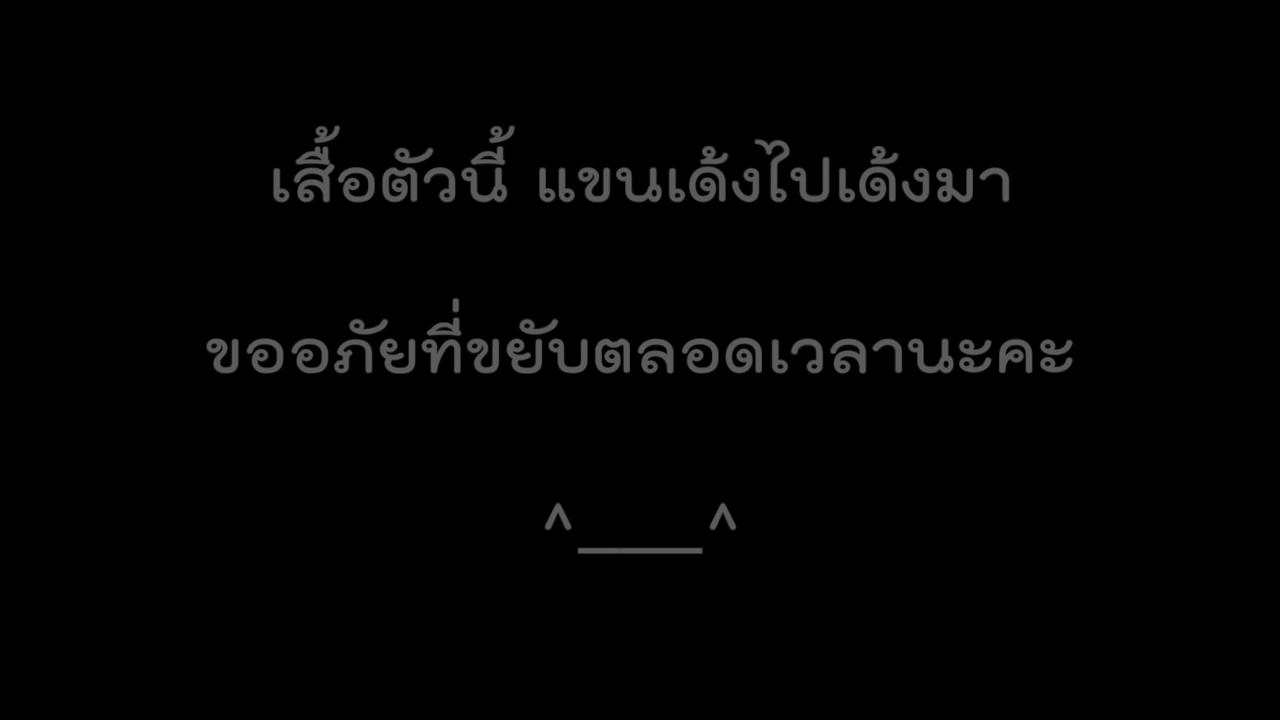 เสื้อตัวนี้ แขนเด้งไปเด้งมา
ขออภัยที่ขยับตลอดเวลานะคะ
^___^